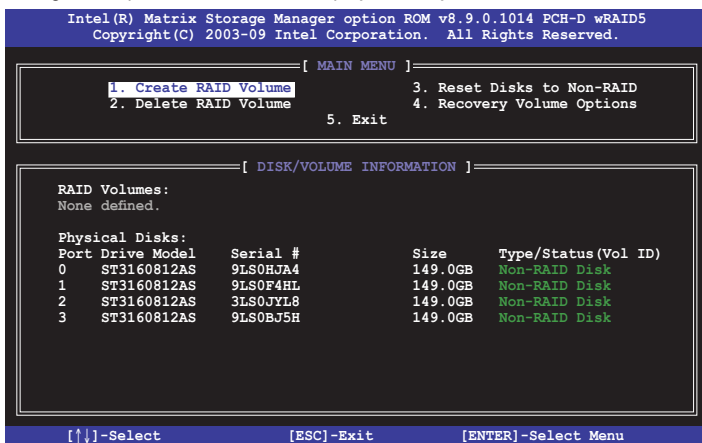 Intel(R) Matrix Storage Manager option ROM v8.9.0.1014 PCH-D wRAID5
Copyright(C) 2003-09 Intel Corporation. All Rights Reserved.
[ MAIN MENU ]
1. Create RAID Volume 3. Reset Disks to Non-RAID
2. Delete RAID Volume 4. Recovery Volume Options
5. Exit
[ DISK/VOLUME INFORMATION ]
RAID Volumes:
None defined.
Physical Disks:
Port Drive Model Serial # Size Type/Status(Vol ID)
0 ST3160812AS 9LS0HJA4 149.0GB Non-RAID Disk
1 ST3160812AS 9LS0F4HL 149.0GB Non-RAID Disk
2 ST3160812AS 3LS0JYL8 149.0GB Non-RAID Disk
3 ST3160812AS 9LS0BJ5H 149.0GB Non-RAID Disk
[↑↓]-Select [ESC]-Exit [ENTER]-Select Menu